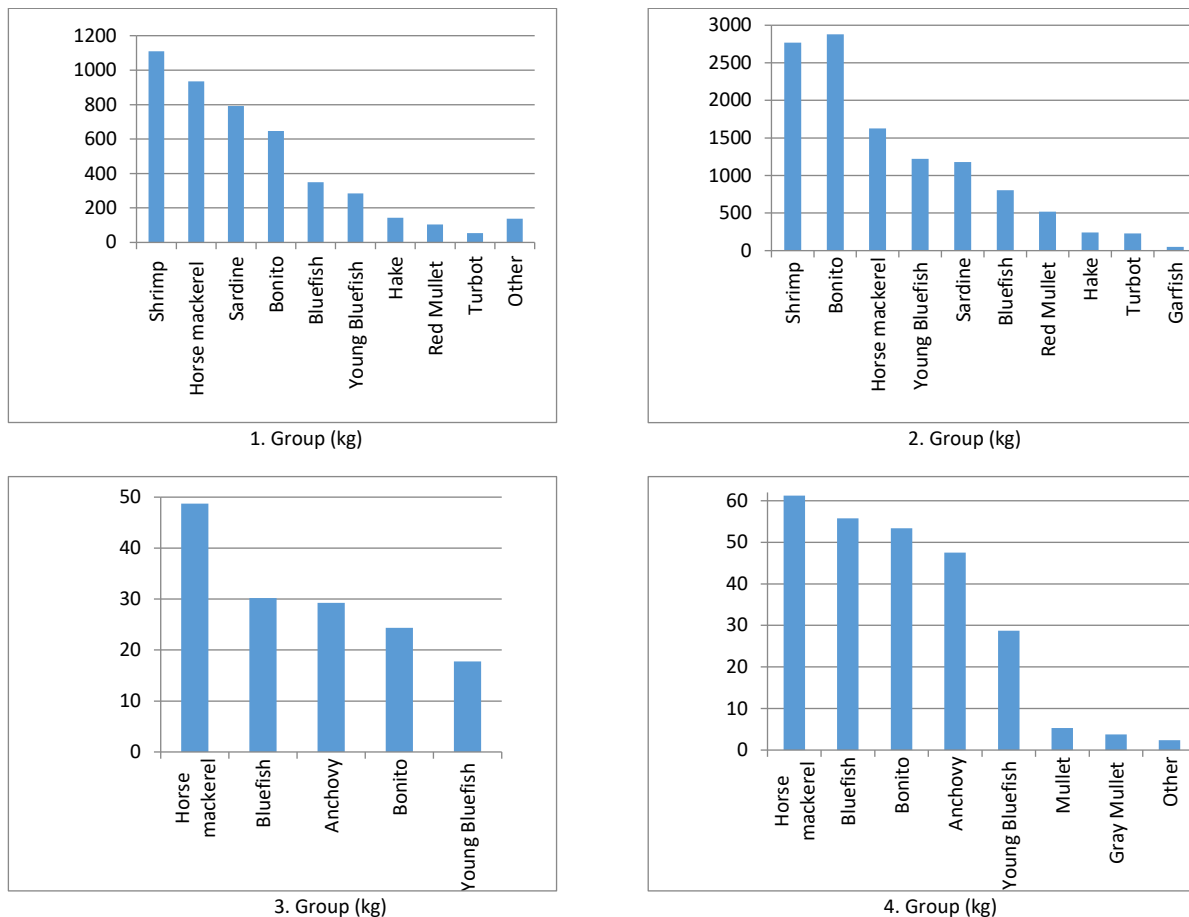 1200
1000
800
600
400
200
0
Shrimp
Horse mackerel
Sardine
Bonito
Bluefish
Young Bluefish
Hake
Red Mullet
Turbot
Other
1. Group (kg)
3000
2500
2000
1500
1000
500
0
Shrimp
Bonito
Horse mackerel
Young Bluefish
Sardine
Bluefish
Red Mullet
Hake
Turbot
Garfish
2. Group (kg)
50
40
30
20
10
0
Horse
mackerel
Bluefish
Anchovy
Bonito
Young Bluefish
3. Group (kg)
60
50
40
30
20
10
0
Horse
mackerel
Bluefish
Bonito
Anchovy
Young Bluefish
Mullet
Gray Mullet
Other
4. Group (kg)